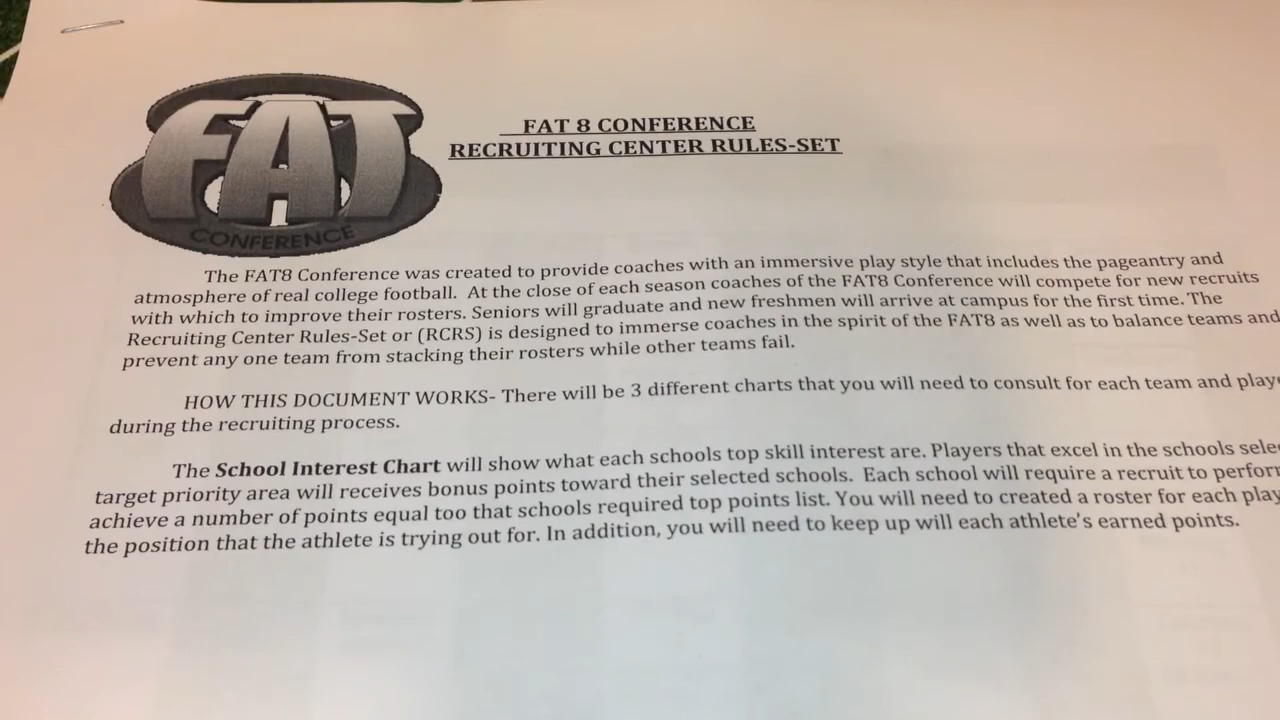 FAT
CONFERENCE
FAT 8 CONFERENCE
RECRUITING CENTER RULES-SET
The FAT8 Conference was created to provide coaches with an immersive play style that includes the pageantry and
atmosphere of real college football. At the close of each season coaches of the FAT8 Conference will compete for new recruits
with which to improve their rosters. Seniors will graduate and new freshmen will arrive at campus for the first time. The
Recruiting Center Rules-Set or (RCRS) is designed to immerse coaches in the spirit of the FAT8 as well as to balance teams and
prevent any one team from stacking their rosters while other teams fail.
HOW THIS DOCUMENT WORKS- There will be 3 different charts that you will need to consult for each team and
during the recruiting process.
The School Interest Chart will show what each schools top skill interest are. Players that excel in the schools
target priority area will receives bonus points toward their selected schools. Each school will require a recruit to
achieve a number of points equal too that schools required top points list. You will need to created a roster for each
the position that the athlete is trying out for. In addition, you will need to keep up will each athlete's earned points.